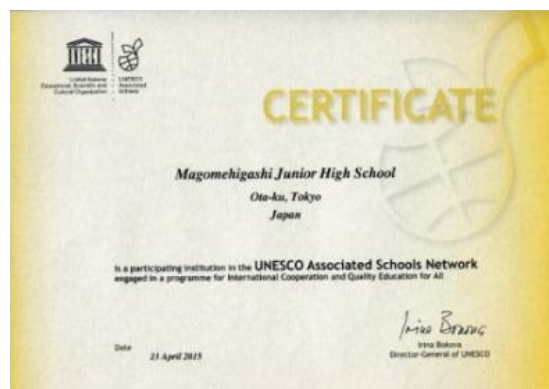 United Nations
Educational, Scientific and
Cultural Organization
UNESCO
Associated
Schools
CERTIFICATE
Magomehigashi Junior High School
Ota-ku, Tokyo
Japan
is a participating institution in the UNESCO Associated Schools Network
engaged in a programme for International Cooperation and Quality Education for All
Irina Bokova
Date
23 April 2015
Irina Bokova
Director-General of UNESCO